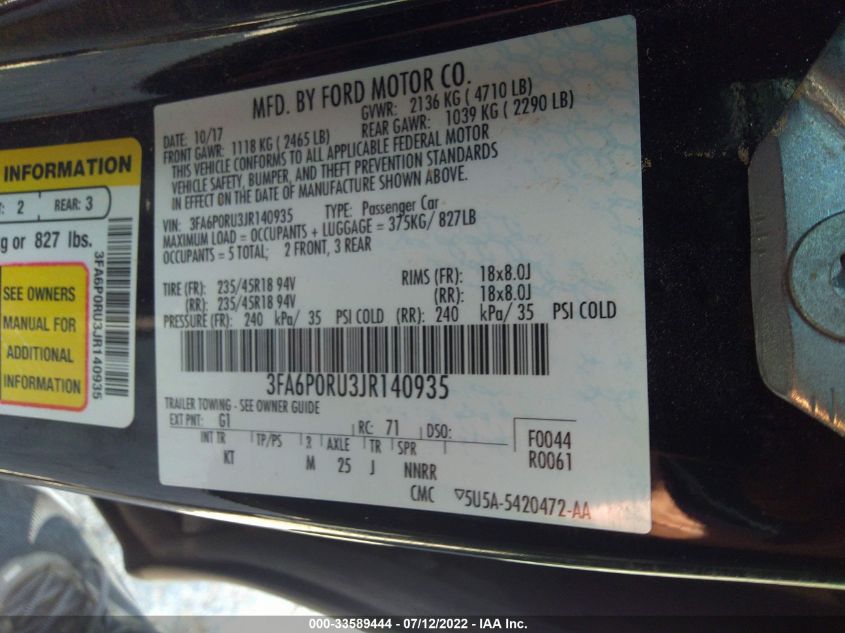 MFD. BY FORD MOTOR CO.
DATE: 10/17 GVWR: 2136 KG ( 4710 LB)
FRONT GAWR: 1118 KG ( 2465 LB) REAR GAWR: 1039 KG ( 2290 LB)
THIS VEHICLE CONFORMS TO ALL APPLICABLE FEDERAL MOTOR
VEHICLE SAFETY, BUMPER, AND THEFT PREVENTION STANDARDS
IN EFFECT ON THE DATE OF MANUFACTURE SHOWN ABOVE.
VIN: 3FA6P0RU3JR140935 TYPE: Passenger Car
MAXIMUM LOAD = OCCUPANTS + LUGGAGE = 375KG/ 827LB
OCCUPANTS = 5 TOTAL; 2 FRONT, 3 REAR
TIRE (FR): 235/45R18 94V RIMS (FR): 18x8.0J
(RR): 235/45R18 94V (RR): 18x8.0J
PRESSURE (FR): 240 kPa/ 35 PSI COLD (RR): 240 kPa/ 35 PSI COLD
3FA6P0RU3JR140935
TRAILER TOWING - SEE OWNER GUIDE
EXT PNT: G1 RC: 71 DSO: F0044
INT TR TP/PS R AXLE TR SPR R0061
KT M 25 J NNRR
CMC ▽5U5A-5420472-AA
INFORMATION
: 2 REAR: 3
g or 827 lbs.
SEE OWNERS
MANUAL FOR
ADDITIONAL
INFORMATION
3FA6P0RU3JR140935
000-33589444 - 07/12/2022 - IAA Inc.